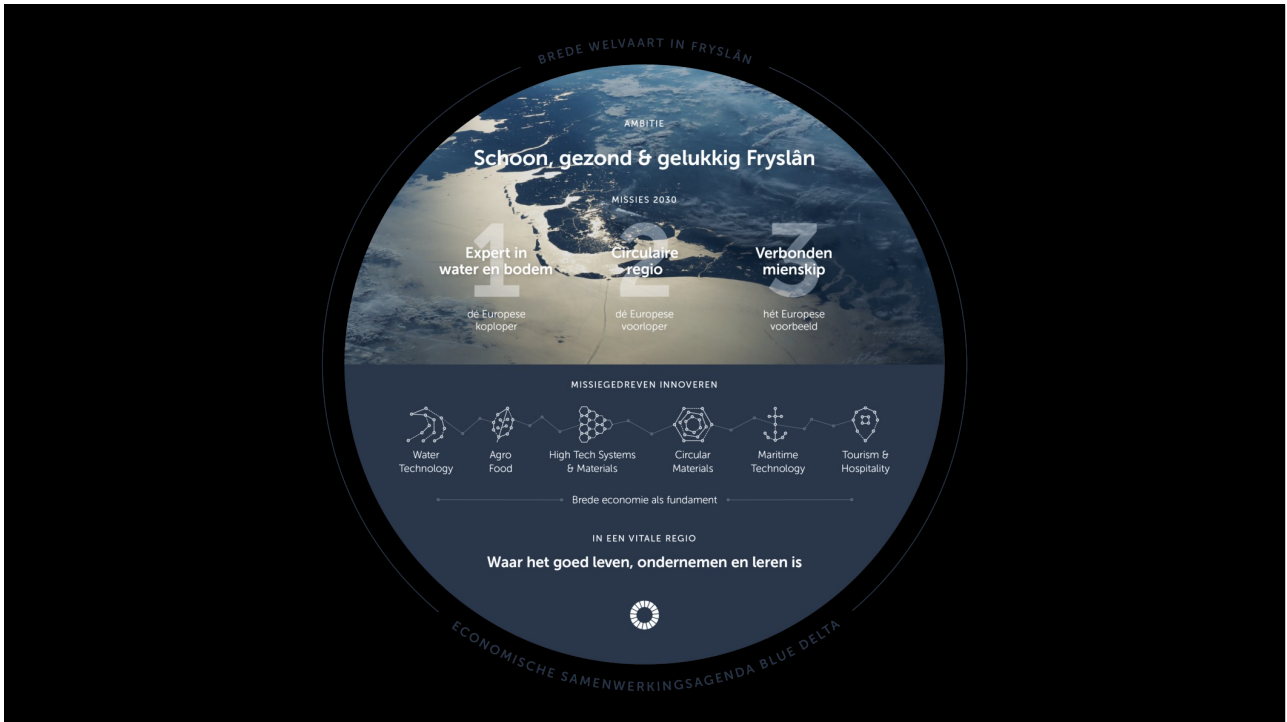 BREDE WELVAART IN FRYSLÂN
AMBITIE
Schoon, gezond & gelukkig Fryslân
MISSIES 2030
1
Expert in
water en bodem
dé Europese
koploper
2
Circulaire
regio
dé Europese
voorloper
3
Verbonden
mienskip
hét Europese
voorbeeld
MISSIEGEDREVEN INNOVEREN
Water
Technology
Agro
Food
High Tech Systems
& Materials
Circular
Materials
Maritime
Technology
Tourism &
Hospitality
Brede economie als fundament
IN EEN VITALE REGIO
Waar het goed leven, ondernemen en leren is
ECONOMISCHE SAMENWERKINGSAGENDA BLUE DELTA